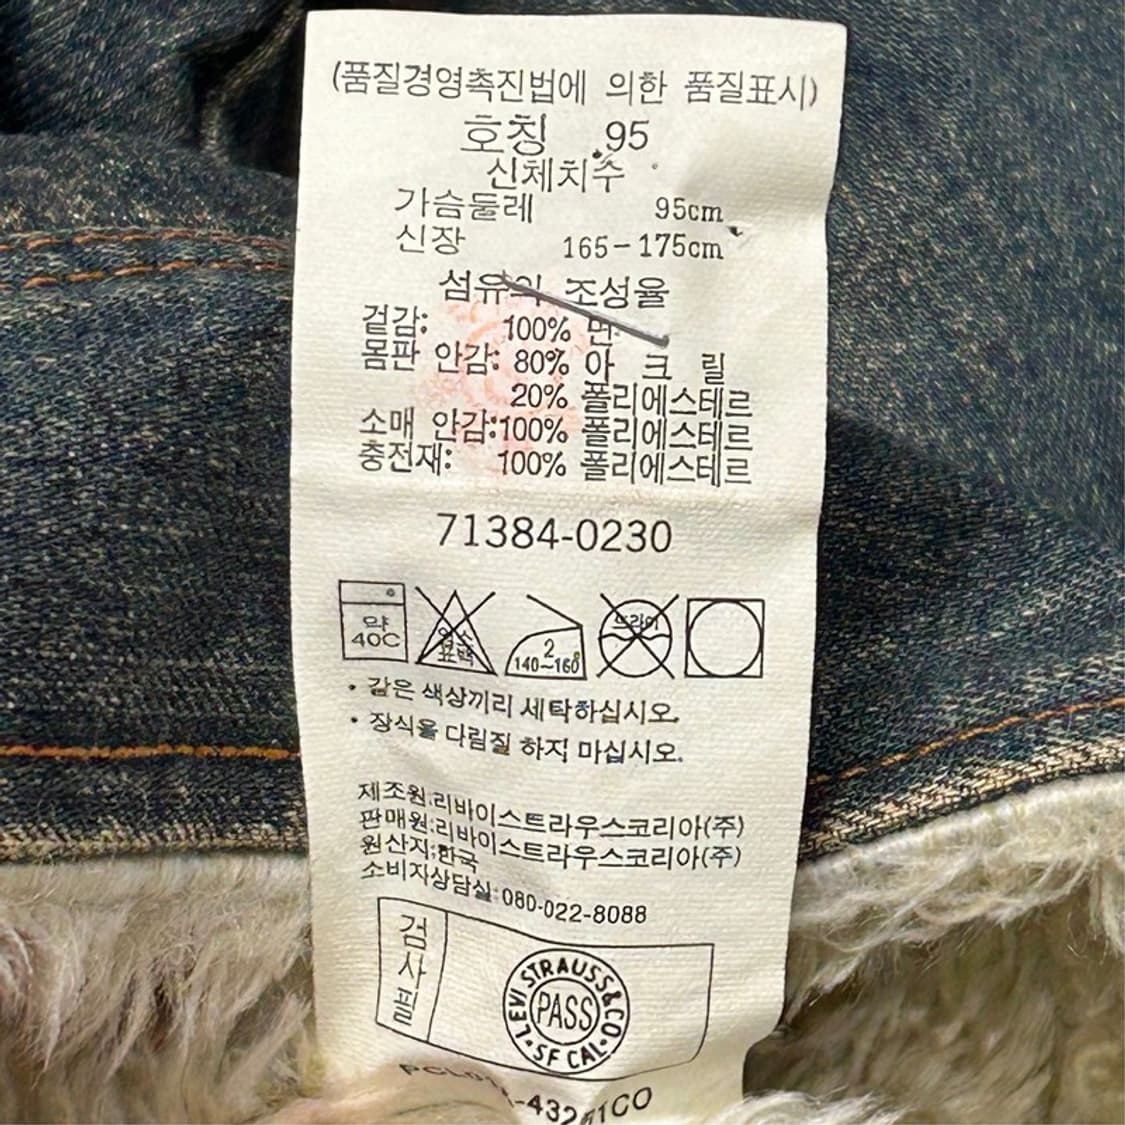 (품질경영촉진법에 의한 품질표시)
호칭 95
신체치수
가슴둘레 95cm
신장 165-175cm
섬유의 조성율
겉감: 100% 면
몸판 안감: 80% 아 크 릴
20% 폴리에스테르
소매 안감:100% 폴리에스테르
충전재: 100% 폴리에스테르
71384-0230
약
40C
염소
표백
2
140~160
드라이
· 같은 색상끼리 세탁하십시오.
· 장식을 다림질 하지 마십시오.
제조원:리바이스트라우스코리아(주)
판매원:리바이스트라우스코리아(주)
원산지:한국
소비자상담실:080-022-8088
검사필
LEVI STRAUSS&CO
PASS
SF CAL